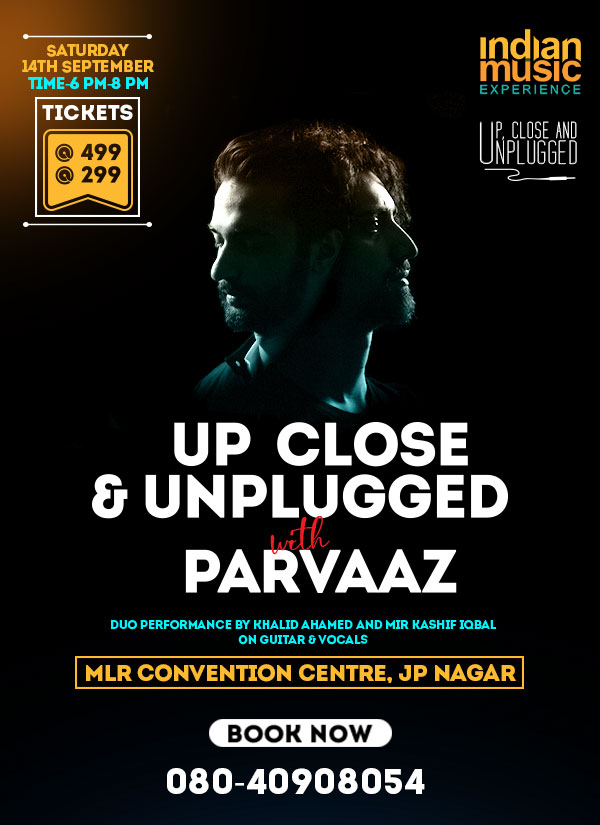 SATURDAY
14TH SEPTEMBER
TIME-6 PM-8 PM
TICKETS
@ 499
@ 299
indian
music
EXPERIENCE
UP, CLOSE AND
UNPLUGGED
UP CLOSE
& UNPLUGGED
with
PARVAAZ
DUO PERFORMANCE BY KHALID AHAMED AND MIR KASHIF IQBAL
ON GUITAR & VOCALS
MLR CONVENTION CENTRE, JP NAGAR
BOOK NOW
080-40908054